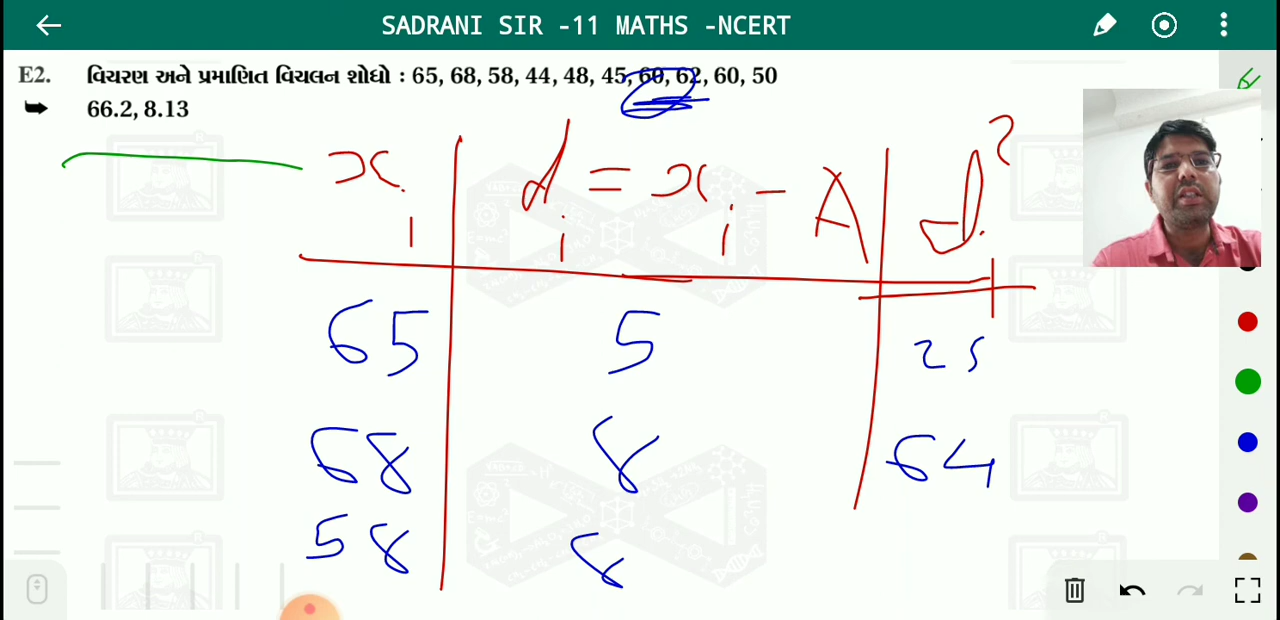 SADRANI SIR -11 MATHS -NCERT
E2. વિચરણ અને પ્રમાણિત વિચલન શોધો : 65, 68, 58, 44, 48, 45, 60, 62, 60, 50
➥ 66.2, 8.13
xi di = xi - A di²
65 5 25
68 8 64
58 8